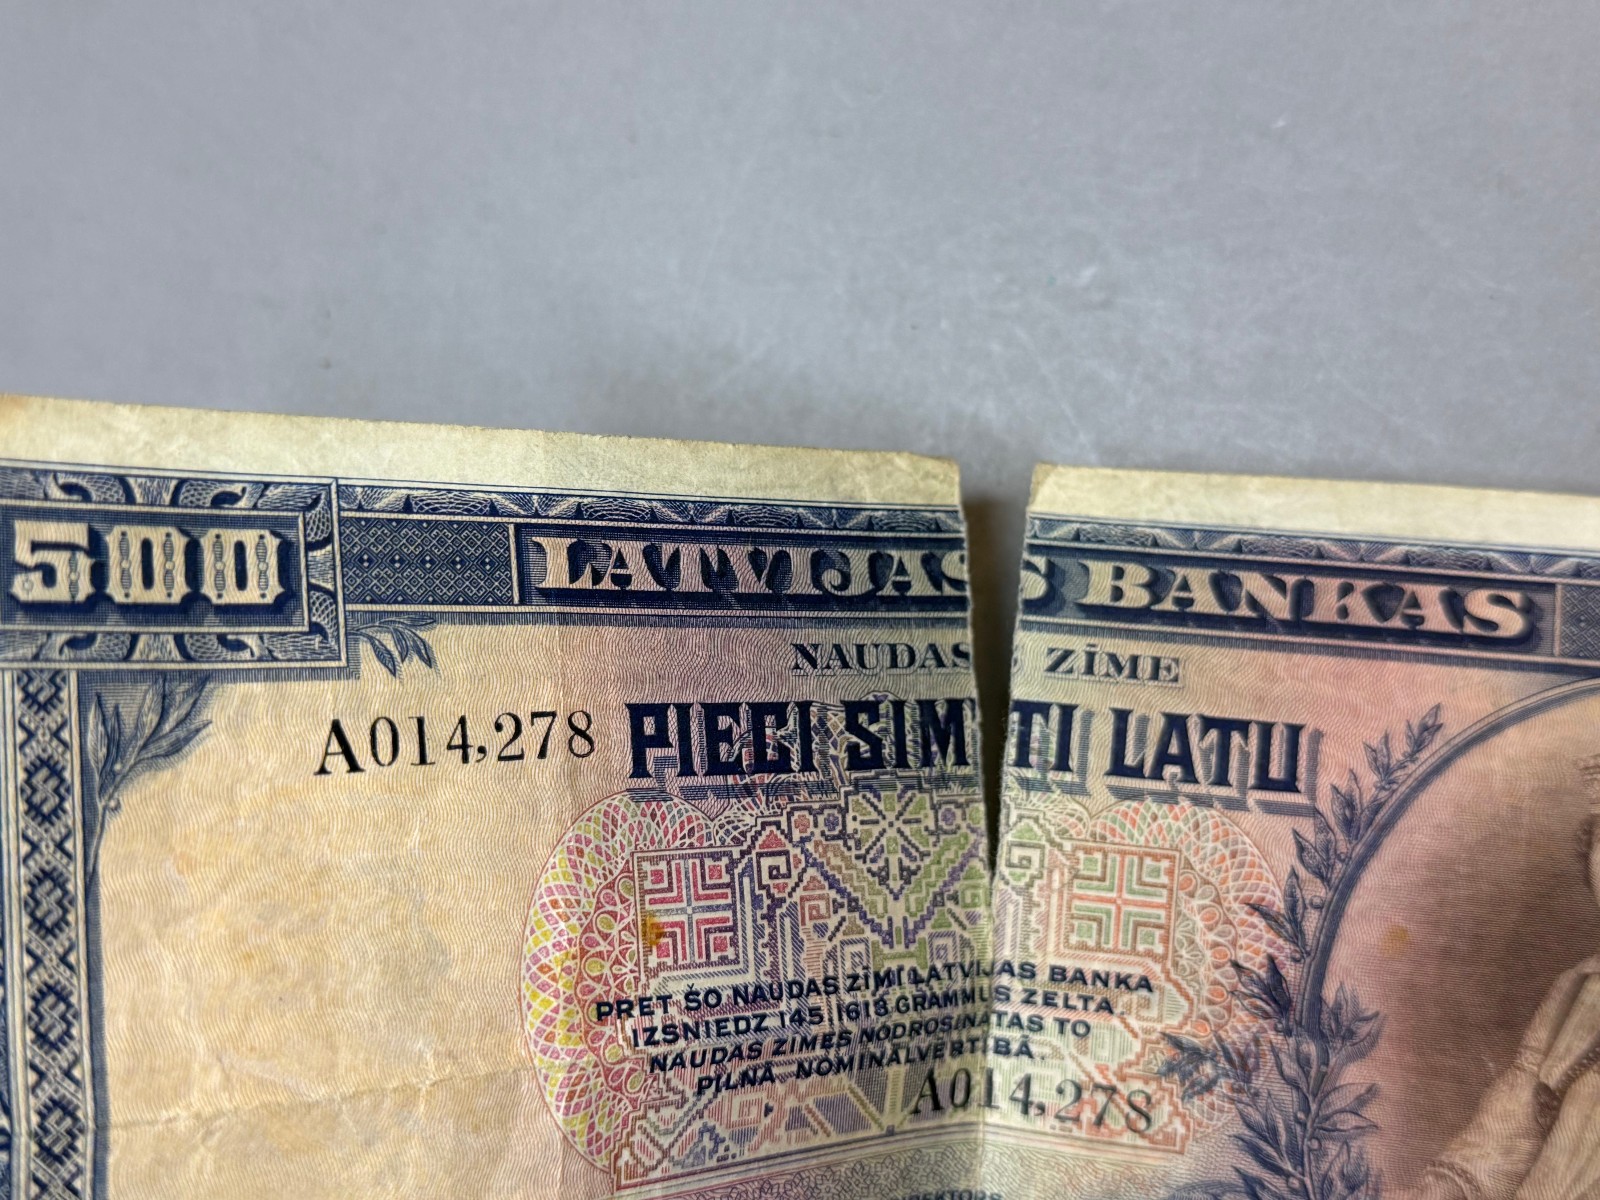 500
LATVIJAS BANKAS
NAUDAS ZĪME
A014,278
PIECI SIMTI LATU
PRET ŠO NAUDAS ZĪMI LATVIJAS BANKA
IZSNIEDZ 145,1613 GRAMMUS ZELTA.
NAUDAS ZĪMES NODROŠINĀTAS TO
PILNĀ NOMINĀLVĒRTĪBĀ.
A014,278